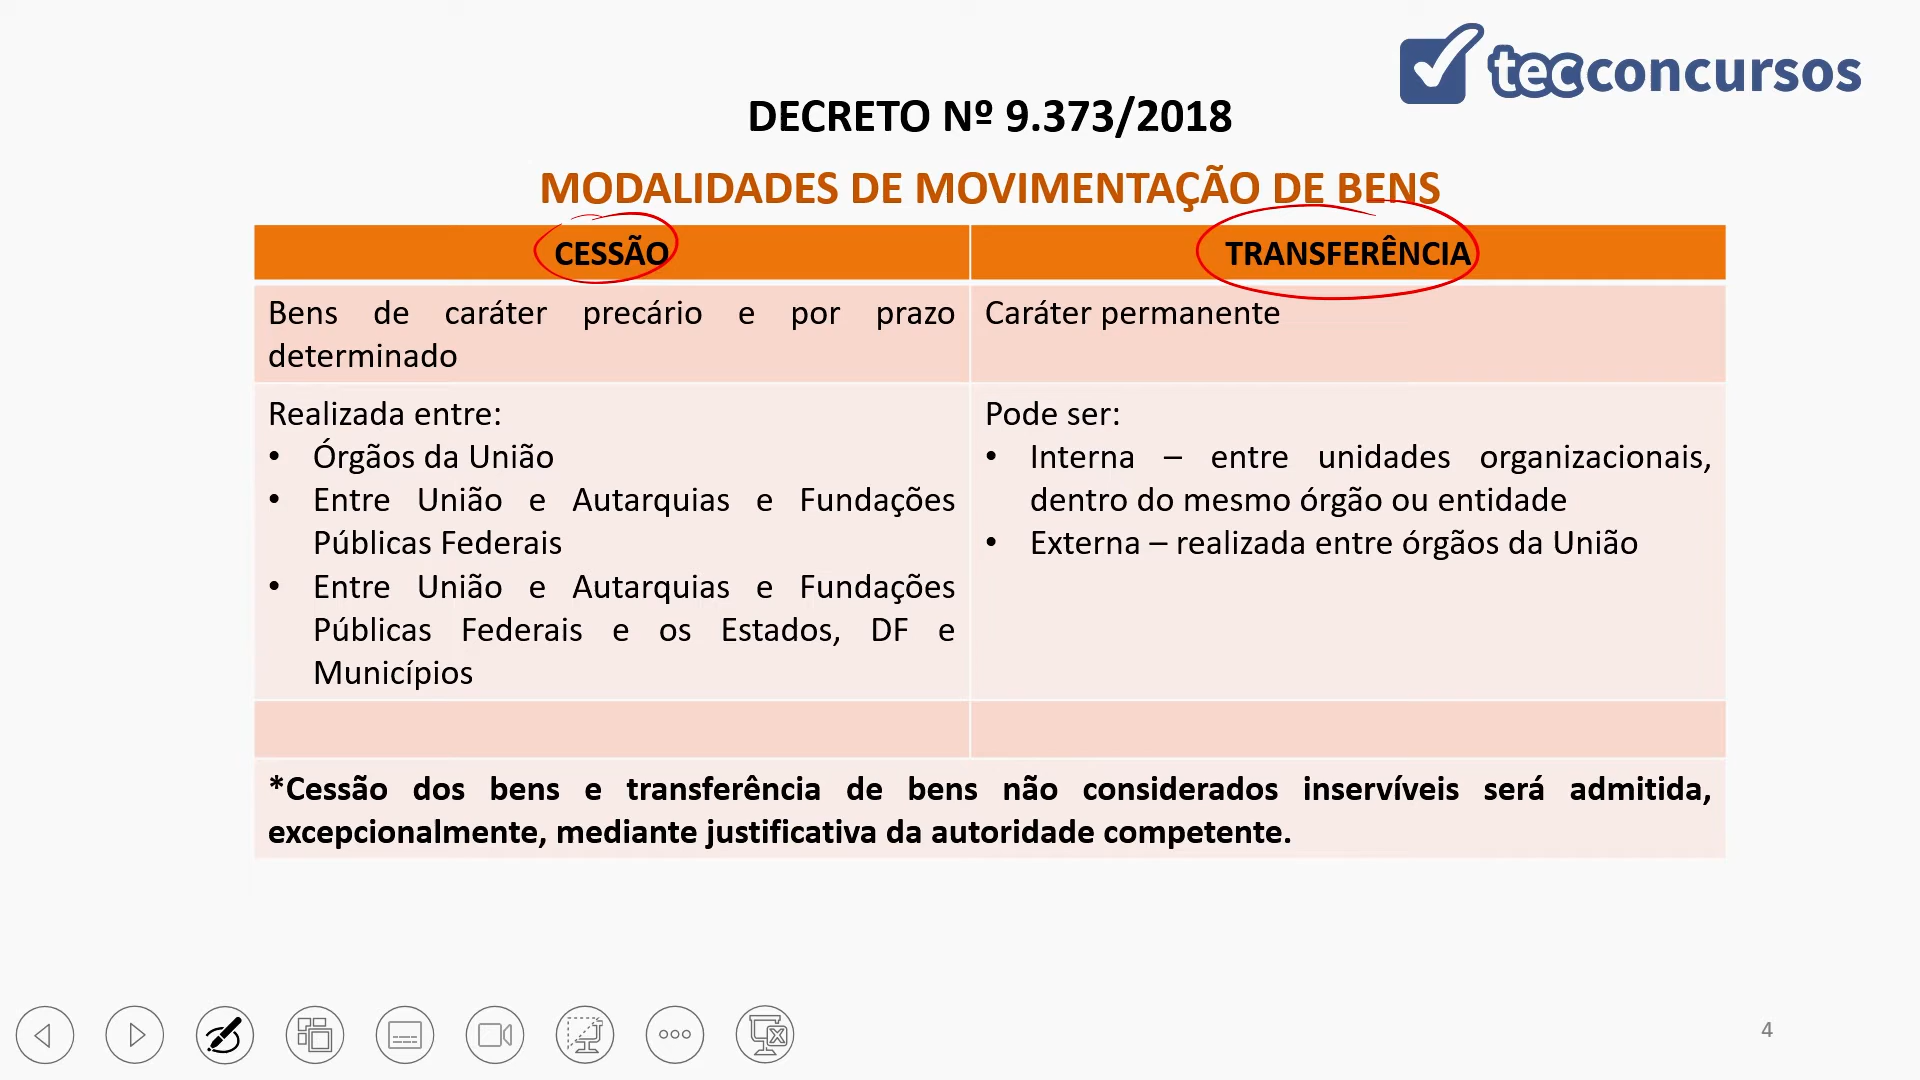 tecconcursos
DECRETO Nº 9.373/2018
MODALIDADES DE MOVIMENTAÇÃO DE BENS
CESSÃO
TRANSFERÊNCIA
Bens de caráter precário e por prazo
determinado
Caráter permanente
Realizada entre:
• Órgãos da União
• Entre União e Autarquias e Fundações
Públicas Federais
• Entre União e Autarquias e Fundações
Públicas Federais e os Estados, DF e
Municípios
Pode ser:
• Interna – entre unidades organizacionais,
dentro do mesmo órgão ou entidade
• Externa – realizada entre órgãos da União
*Cessão dos bens e transferência de bens não considerados inservíveis será admitida,
excepcionalmente, mediante justificativa da autoridade competente.
4